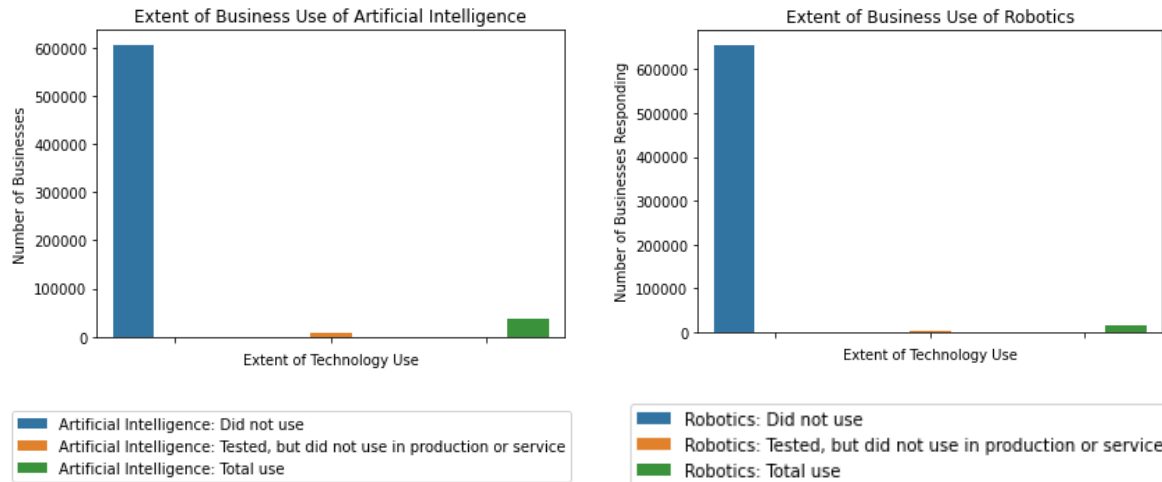 Extent of Business Use of Artificial Intelligence
600000
500000
400000
300000
200000
100000
0
Number of Businesses
Extent of Technology Use
Artificial Intelligence: Did not use
Artificial Intelligence: Tested, but did not use in production or service
Artificial Intelligence: Total use
Extent of Business Use of Robotics
600000
500000
400000
300000
200000
100000
0
Number of Businesses Responding
Extent of Technology Use
Robotics: Did not use
Robotics: Tested, but did not use in production or service
Robotics: Total use